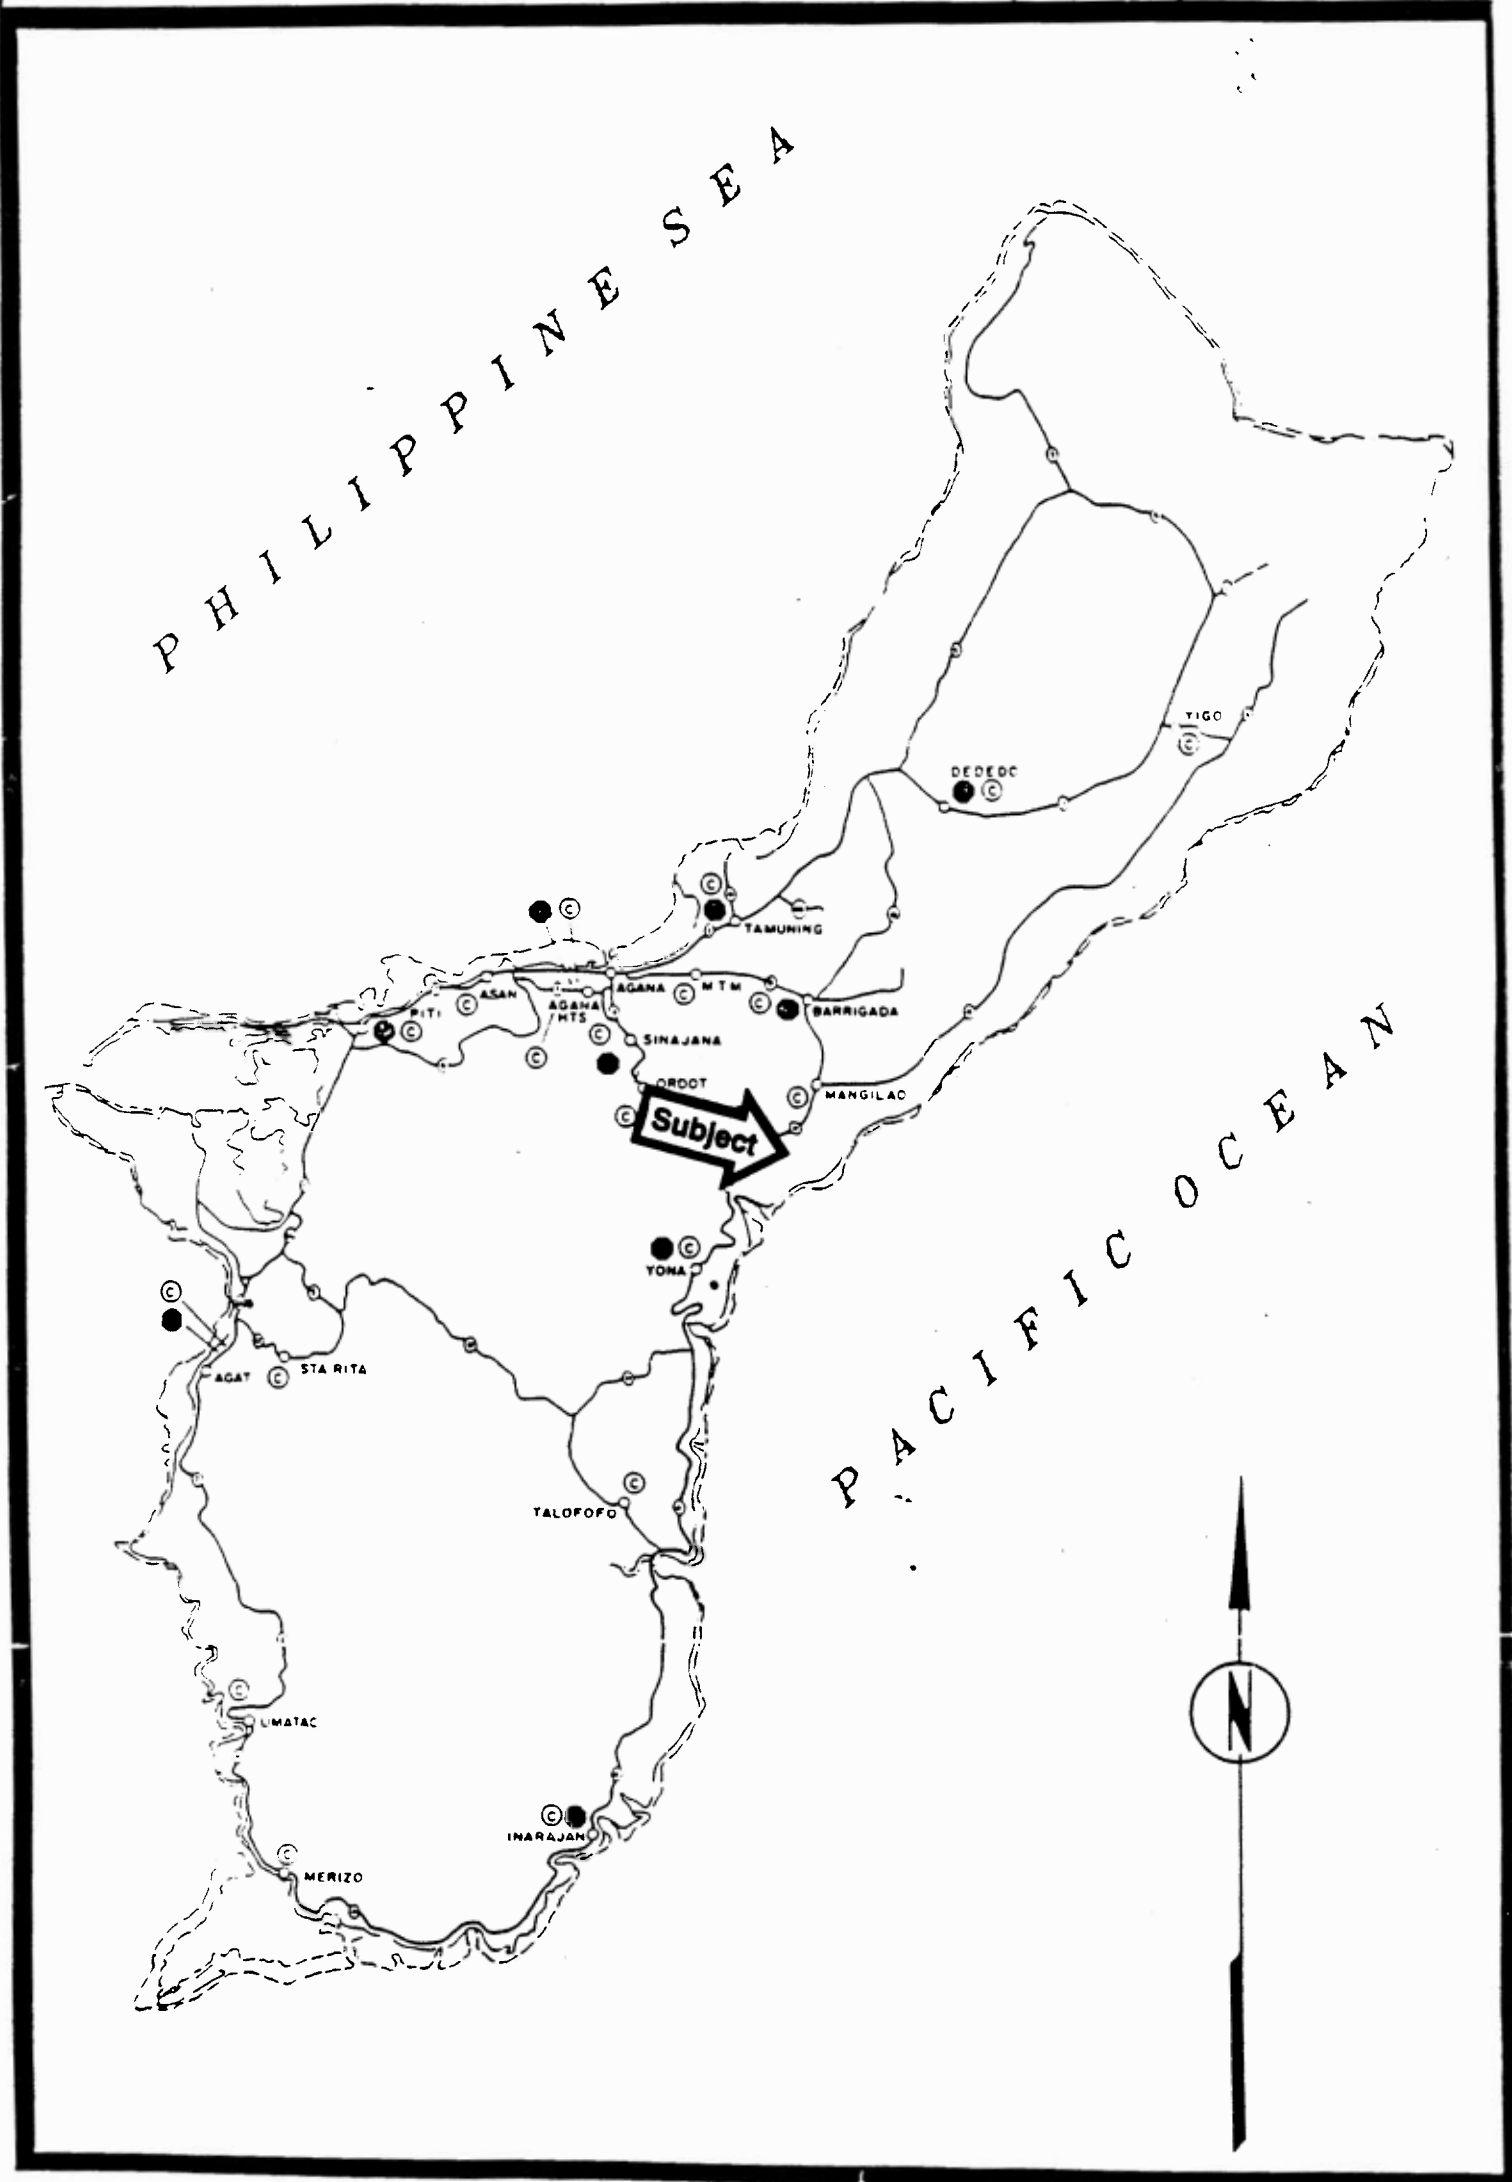 PHILIPPINE SEA
YIGO
C
DEDEDO
C
C
C
TAMUNING
ASAN
C
AGANA
C
MTM
C
BARRIGADA
PITI
C
AGANA
HTS
C
SINAJANA
C
ORDOT
C
MANGILAO
C
Subject
PACIFIC OCEAN
C
YONA
C
AGAT
C
STA RITA
C
TALOFOFO
C
UMATAC
N
C
INARAJAN
C
MERIZO